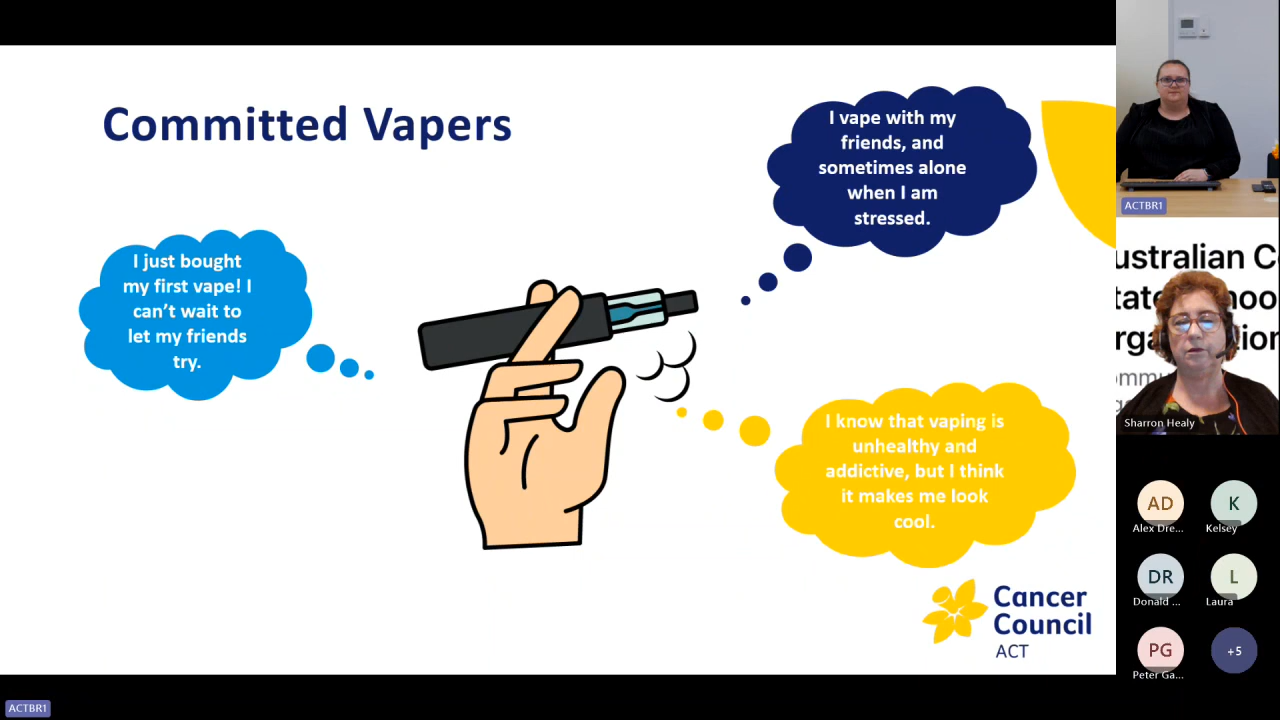 Committed Vapers
I vape with my
friends, and
sometimes alone
when I am
stressed.
I just bought
my first vape! I
can't wait to
let my friends
try.
I know that vaping is
unhealthy and
addictive, but I think
it makes me look
cool.
Cancer
Council
ACT
ACTBR1
ACTBR1
ustralian C
tate
hoo
rga
ion
Sharron Healy
AD
K
Alex Dre...
Kelsey
DR
L
Donald ...
Laura
PG
+5
Peter Ga...